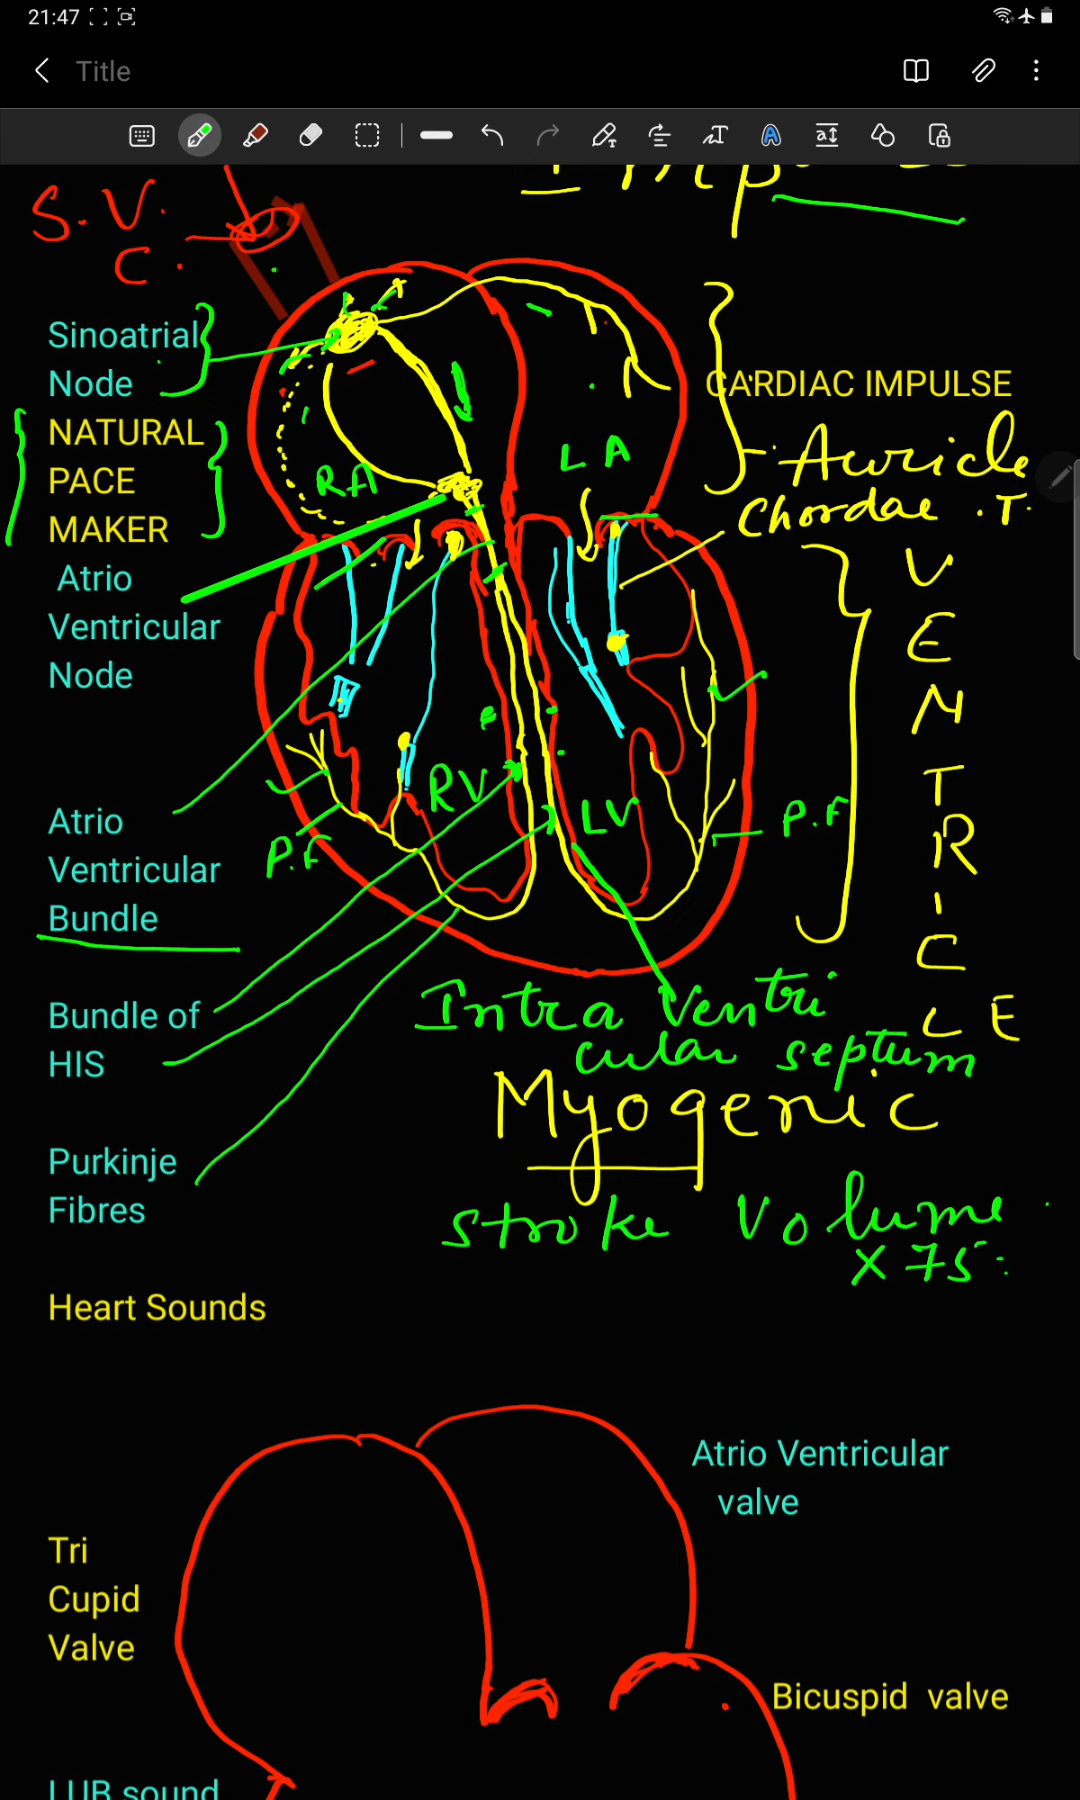 21:47
Title
S.V.
C.
Sinoatrial
Node
NATURAL
PACE
MAKER
Atrio
Ventricular
Node
CARDIAC IMPULSE
Auricle
Chordae .T.
RA
LA
V
E
N
T
R
I
C
L E
RV
LV
P.F
P.F
Atrio
Ventricular
Bundle
Bundle of
HIS
Intra Ventri
cular septum
Myogenic
Purkinje
Fibres
stroke Volume
X 75
Heart Sounds
Atrio Ventricular
valve
Tri
Cupid
Valve
Bicuspid valve
LUB sound